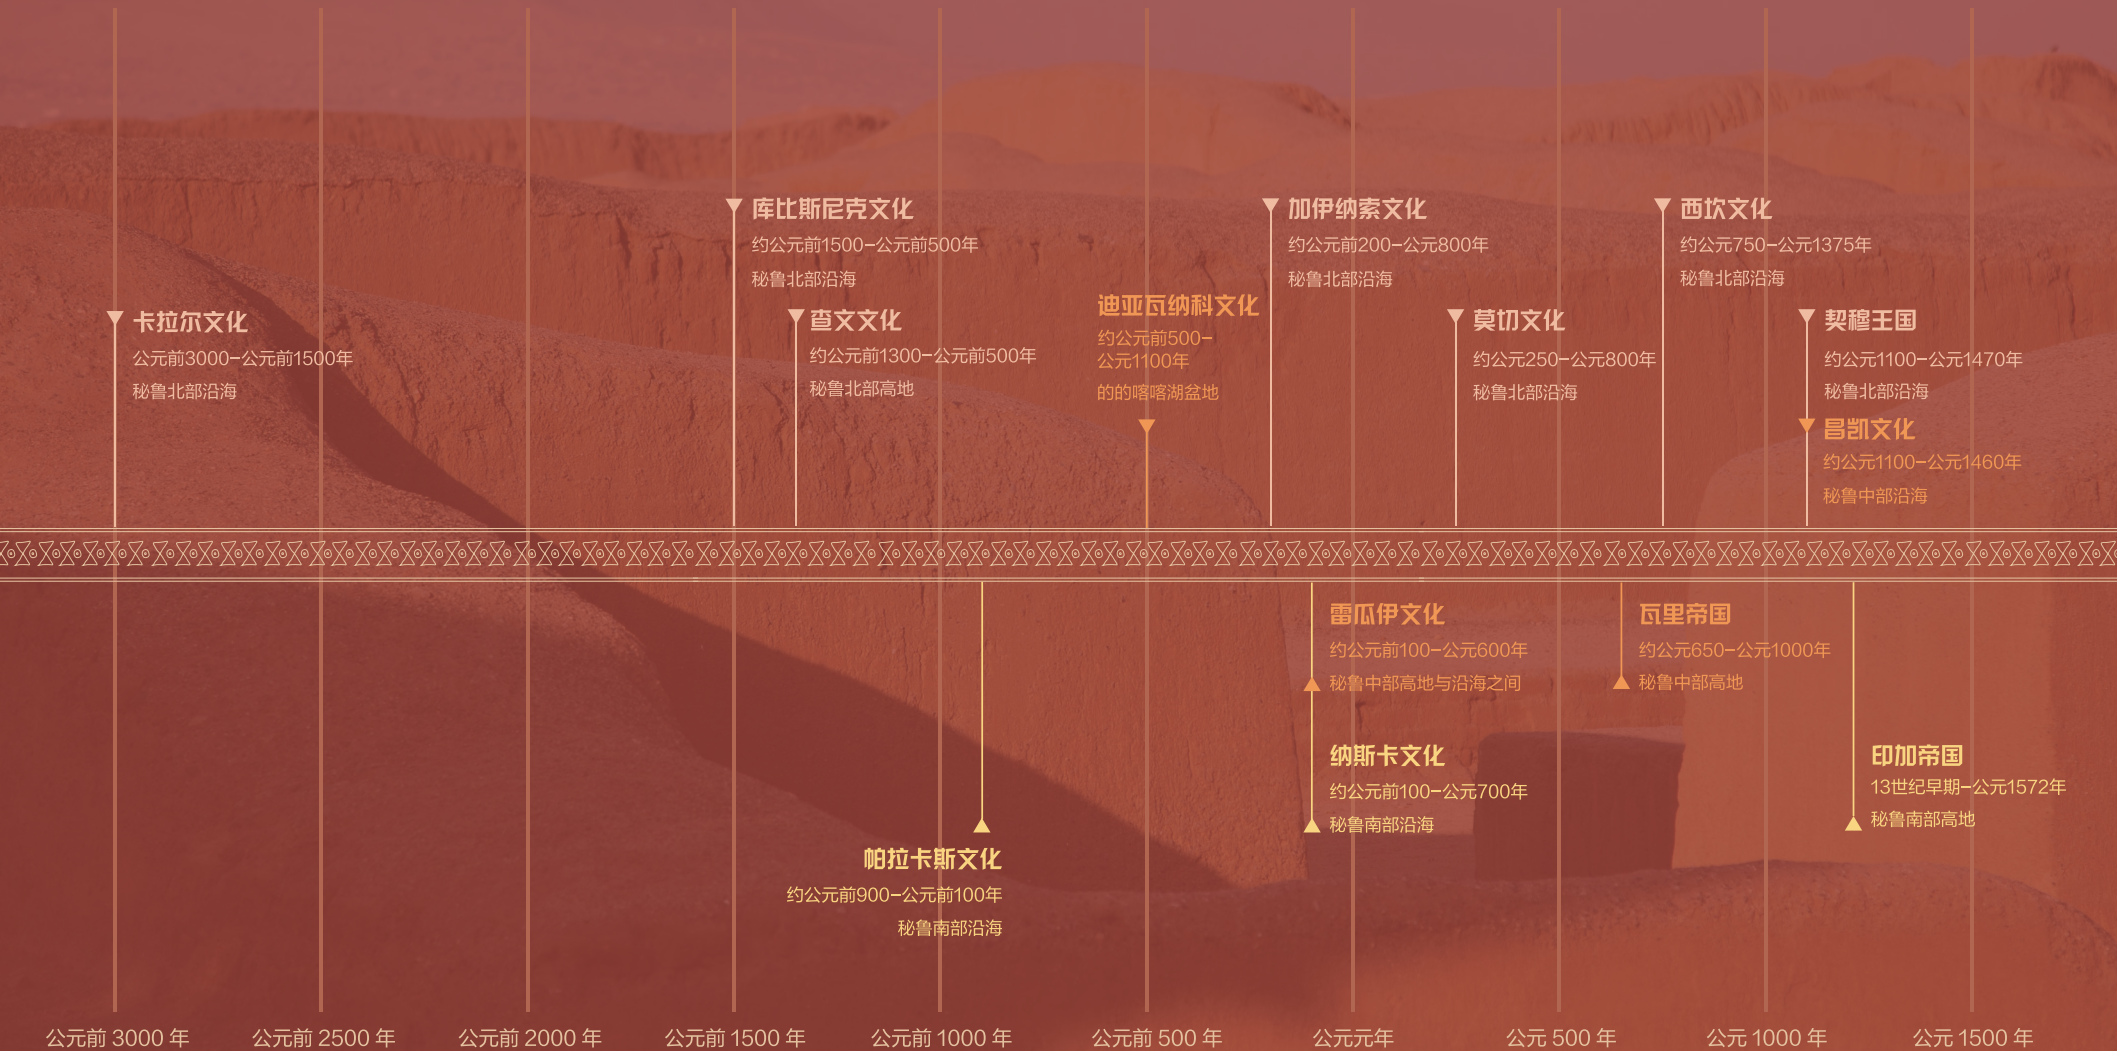 库比斯尼克文化
约公元前1500–公元前500年
秘鲁北部沿海
加伊纳索文化
约公元前200–公元800年
秘鲁北部沿海
西坎文化
约公元750–公元1375年
秘鲁北部沿海
卡拉尔文化
公元前3000–公元前1500年
秘鲁北部沿海
查文文化
约公元前1300–公元前500年
秘鲁北部高地
迪亚瓦纳科文化
约公元前500–
公元1100年
的的喀喀湖盆地
莫切文化
约公元250–公元800年
秘鲁北部沿海
契穆王国
约公元1100–公元1470年
秘鲁北部沿海
昌凯文化
约公元1100–公元1460年
秘鲁中部沿海
雷瓜伊文化
约公元前100–公元600年
秘鲁中部高地与沿海之间
瓦里帝国
约公元650–公元1000年
秘鲁中部高地
纳斯卡文化
约公元前100–公元700年
秘鲁南部沿海
印加帝国
13世纪早期–公元1572年
秘鲁南部高地
帕拉卡斯文化
约公元前900–公元前100年
秘鲁南部沿海
公元前 3000 年
公元前 2500 年
公元前 2000 年
公元前 1500 年
公元前 1000 年
公元前 500 年
公元元年
公元 500 年
公元 1000 年
公元 1500 年